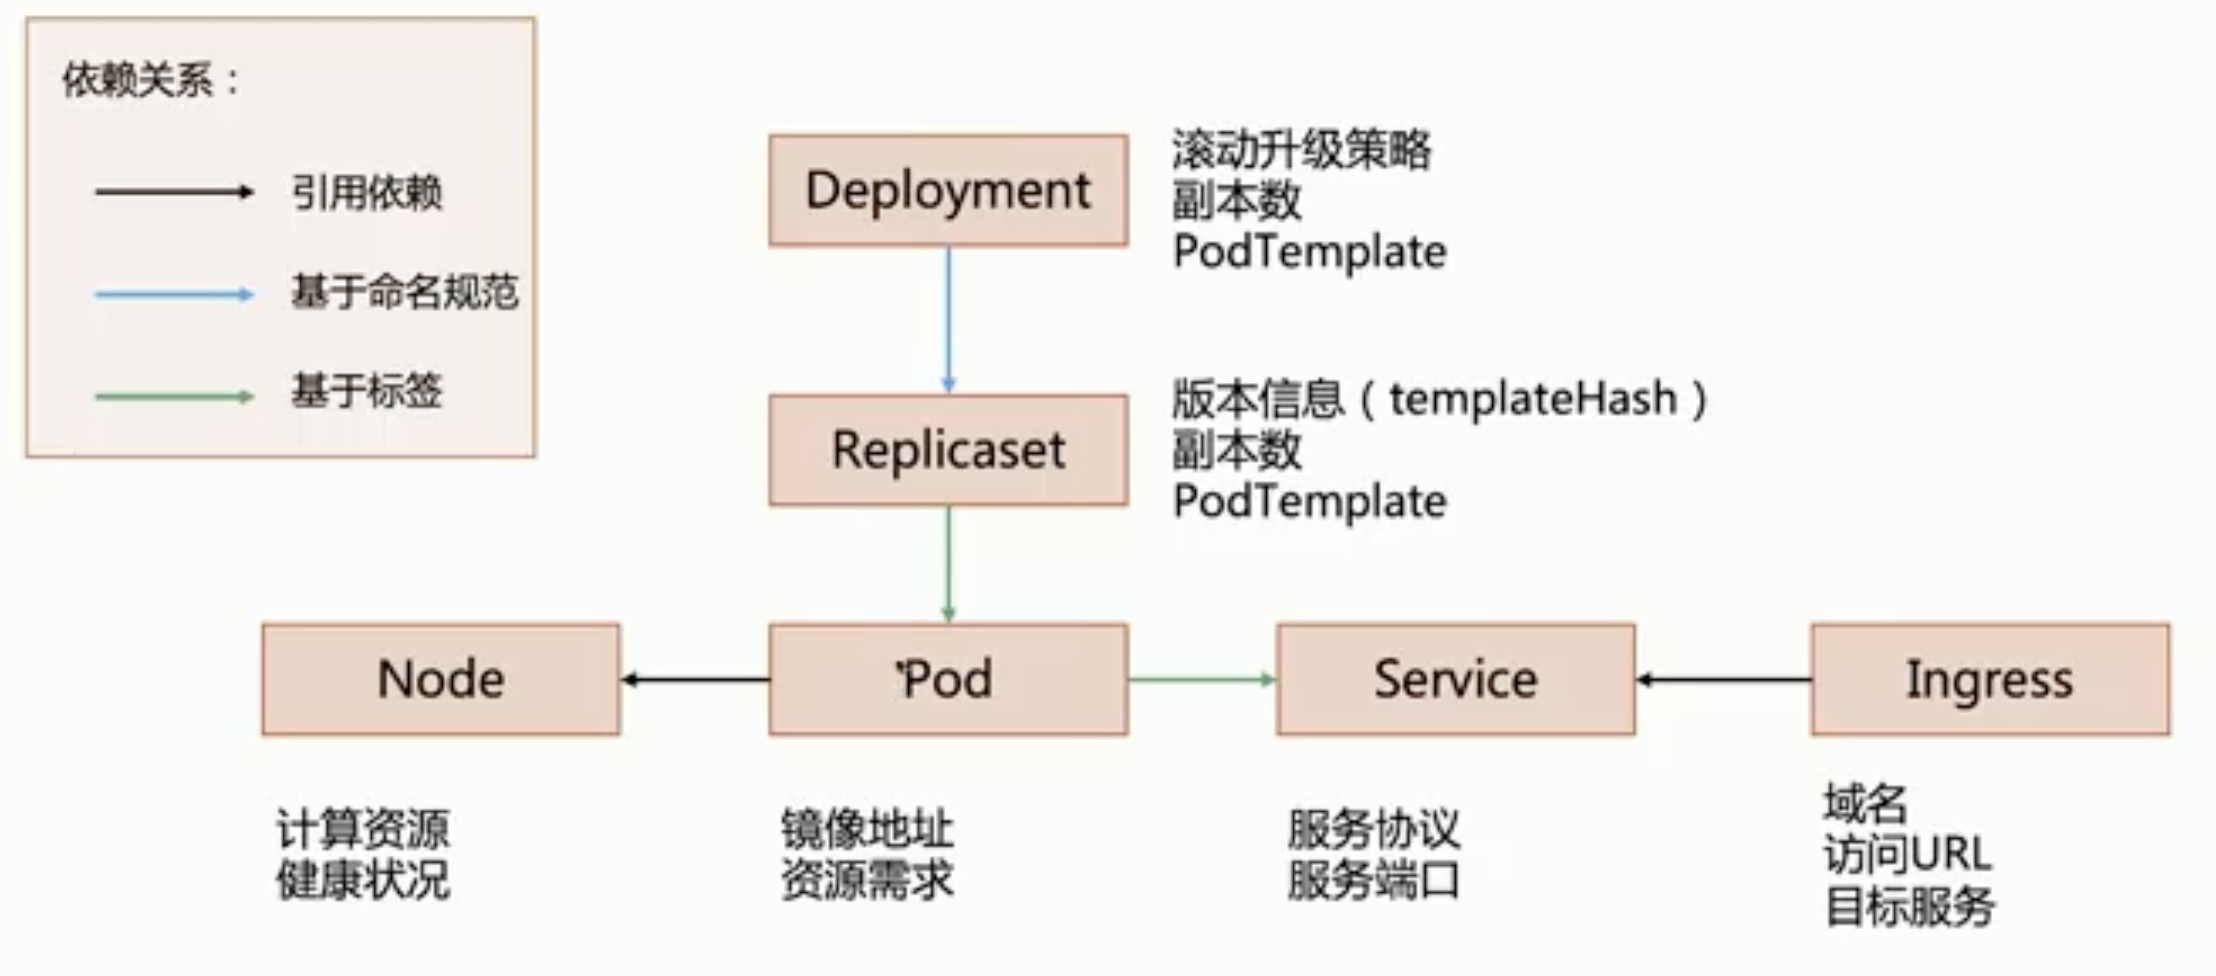 依赖关系：
引用依赖
基于命名规范
基于标签
Deployment
滚动升级策略
副本数
PodTemplate
Replicaset
版本信息（templateHash）
副本数
PodTemplate
Node
Pod
Service
Ingress
计算资源
健康状况
镜像地址
资源需求
服务协议
服务端口
域名
访问URL
目标服务